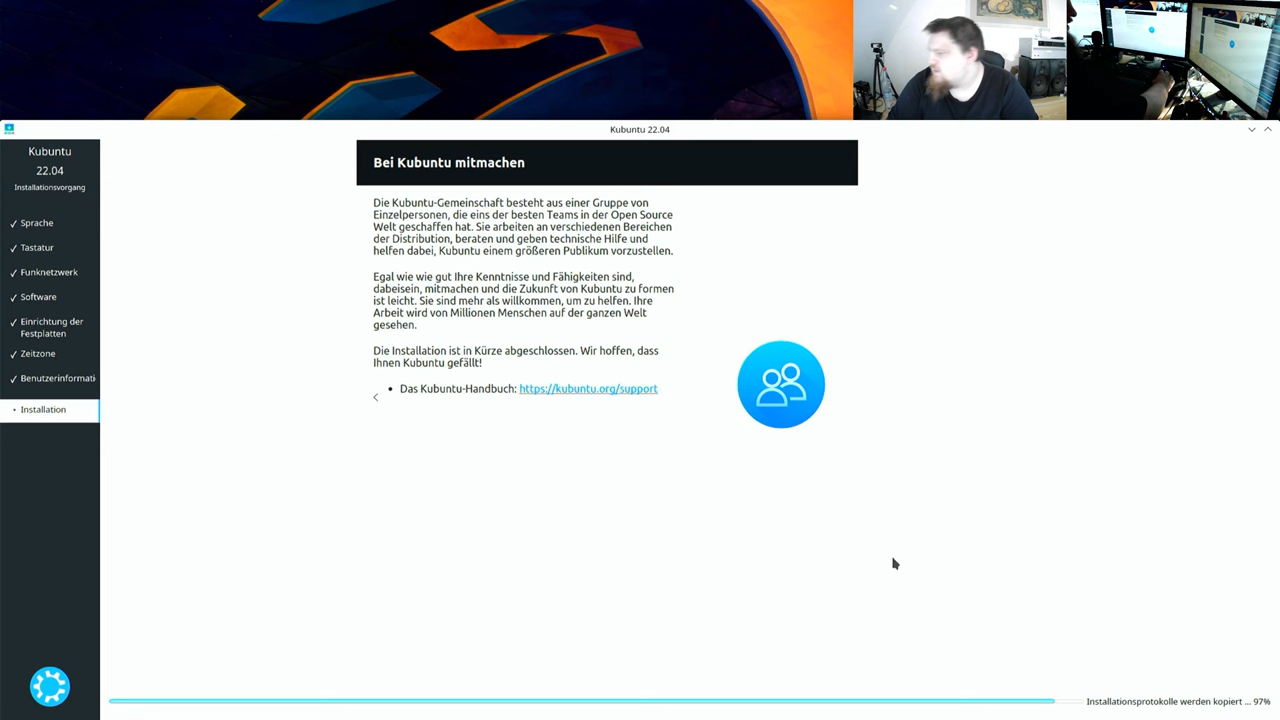 Kubuntu 22.04
Kubuntu
22.04
Installationsvorgang
Sprache
Tastatur
Funknetzwerk
Software
Einrichtung der
Festplatten
Zeitzone
Benutzerinformati
Installation
Bei Kubuntu mitmachen
Die Kubuntu-Gemeinschaft besteht aus einer Gruppe von
Einzelpersonen, die eins der besten Teams in der Open Source
Welt geschaffen hat. Sie arbeiten an verschiedenen Bereichen
der Distribution, beraten und geben technische Hilfe und
helfen dabei, Kubuntu einem größeren Publikum vorzustellen.
Egal wie wie gut Ihre Kenntnisse und Fähigkeiten sind,
dabeisein, mitmachen und die Zukunft von Kubuntu zu formen
ist leicht. Sie sind mehr als willkommen, um zu helfen. Ihre
Arbeit wird von Millionen Menschen auf der ganzen Welt
gesehen.
Die Installation ist in Kürze abgeschlossen. Wir hoffen, dass
Ihnen Kubuntu gefällt!
• Das Kubuntu-Handbuch: https://kubuntu.org/support
Installationsprotokolle werden kopiert ... 97%